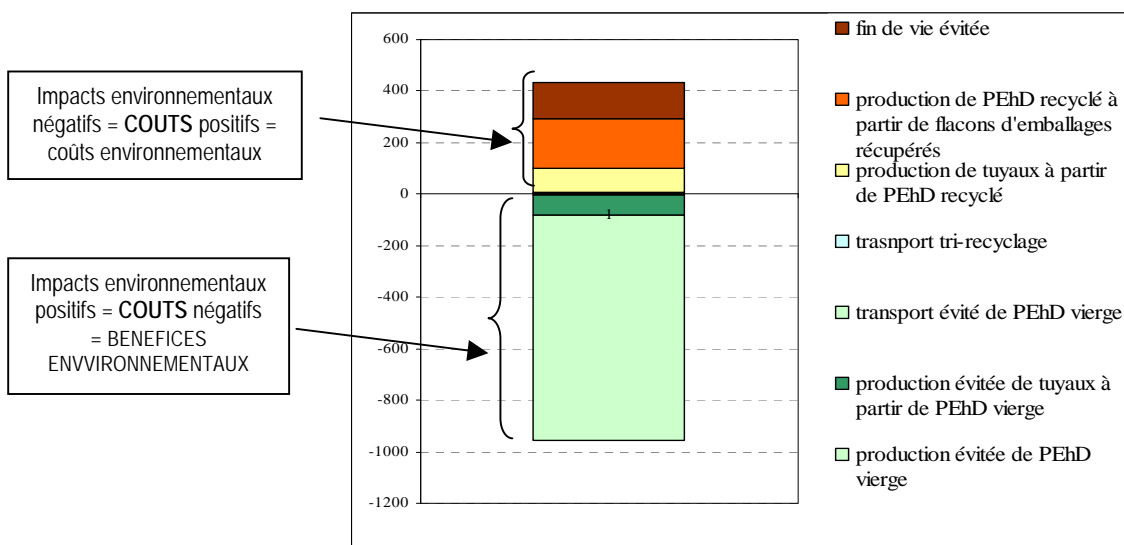 Impacts environnementaux
négatifs = COUTS positifs =
coûts environnementaux
Impacts environnementaux
positifs = COUTS négatifs
= BENEFICES
ENVVIRONNEMENTAUX
600
400
200
0
-200
-400
-600
-800
-1000
-1200
1
fin de vie évitée
production de PEhD recyclé à
partir de flacons d'emballages
récupérés
production de tuyaux à partir
de PEhD recyclé
trasnport tri-recyclage
transport évité de PEhD vierge
production évitée de tuyaux à
partir de PEhD vierge
production évitée de PEhD
vierge